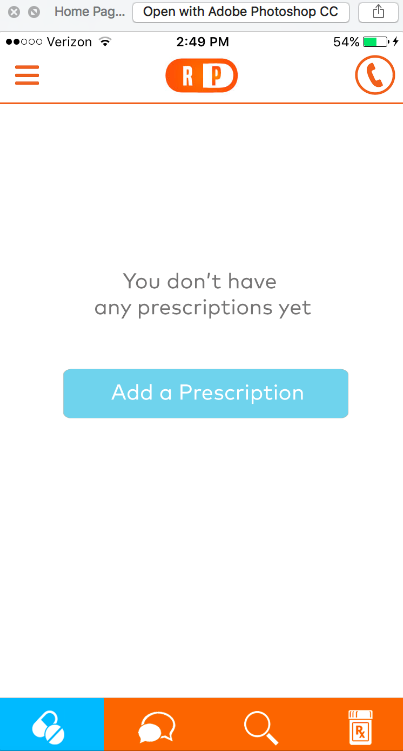 Home Pag... Open with Adobe Photoshop CC
Verizon 2:49 PM 54%
R P
You don't have
any prescriptions yet
Add a Prescription
Rx